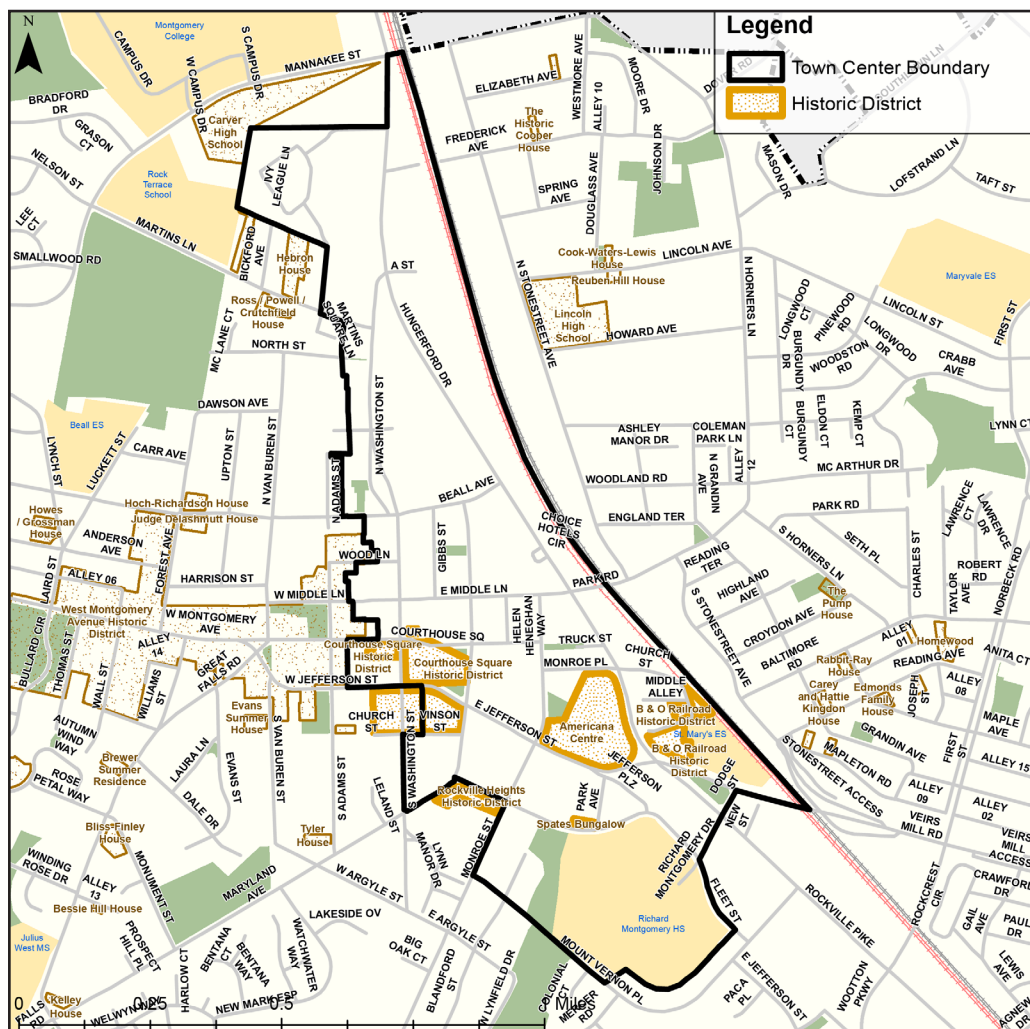 N
Montgomery
College
Legend
Town Center Boundary
Historic District
CAMPUS DR
W CAMPUS DR
S CAMPUS DR
MANNAKEE ST
ELIZABETH AVE
WESTMORE AVE
ALLEY 10
MOORE DR
BRADFORD
DR
GRASON
CT
Carver
High
School
FREDERICK
AVE
The
Historic
Cooper
House
JOHNSON DR
MASON DR
LOFSTRAND LN
TAFT ST
NELSON ST
Rock
Terrace
School
IVY
LEAGUE LN
SPRING
AVE
DOUGLASS AVE
LEE
CT
MARTINS LN
SMALLWOOD RD
BICKFORD
AVE
Hebron
House
A ST
Cook-Waters-Lewis
House
LINCOLN AVE
Reuben Hill House
N STONESTREET AVE
N HORNERS LN
Maryvale ES
LINCOLN ST
FIRST ST
Ross / Powell /
Crutchfield
House
MARTINS
SQUARE LN
HUNGERFORD DR
Lincoln
High
School
HOWARD AVE
LONGWOOD
CT
PINEWOOD
RD
LONGWOOD
DR
CRABB
AVE
MC LANE CT
NORTH ST
BURGUNDY
DR
WOODSTON
RD
DAWSON AVE
N WASHINGTON ST
BURGUNDY
CT
ELDON CT
KEMP CT
Beall ES
LYNCH ST
LUCKETT ST
CARR AVE
UPTON ST
N VAN BUREN ST
ASHLEY
MANOR DR
COLEMAN
PARK LN
LYNN CT
N GRANDIN
AVE
ALLEY
12
N ADAMS ST
WOODLAND RD
MC ARTHUR DR
BEALL AVE
Hoch-Richardson House
Judge Delashmutt House
Howes
/ Grossman
House
PARK RD
LAWRENCE
CT
LAWRENCE
DR
ENGLAND TER
CHOICE
HOTELS
CIR
ANDERSON
AVE
FOREST AVE
WOOD LN
GIBBS ST
READING
TER
S HORNERS LN
SETH PL
CHARLES ST
ALLEY 06
HARRISON ST
LAIRD ST
PARK RD
HIGHLAND
AVE
ROBERT
RD
TAYLOR
AVE
NORBECK RD
W MIDDLE LN
E MIDDLE LN
The
Pump
House
West Montgomery
Avenue Historic
District
W MONTGOMERY
AVE
S STONESTREET AVE
CROYDON AVE
BULLARD CIR
THOMAS ST
ALLEY
14
COURTHOUSE SQ
HELEN
HENEGHAN
WAY
TRUCK ST
CHURCH
ST
BALTIMORE
RD
ALLEY
01
Homewood
READING AVE
ANITA CT
Courthouse Square
Historic
District
Courthouse Square
Historic
District
MONROE PL
GREAT
FALLS RD
WALL ST
WILLIAMS
ST
W JEFFERSON ST
MIDDLE
ALLEY
Rabbit-Ray
House
Carey
and Hattie
Kingdon
House
Edmonds
Family
House
JOSEPH
ST
ALLEY
08
B & O Railroad
Historic District
Evans
Summer
House
CHURCH
ST
VINSON
ST
S WASHINGTON ST
E JEFFERSON ST
Americana
Centre
St. Mary's ES
MAPLE
AVE
AUTUMN
WIND
WAY
B & O Railroad
Historic
District
GRANDIN AVE
FIRST
ST
ALLEY 15
LAURA LN
Brewer
Summer
Residence
EVANS ST
S VAN BUREN ST
S ADAMS ST
JEFFERSON
PLZ
STONESTREET ACCESS
MAPLETON RD
ROSE
PETAL WAY
DALE DR
LELAND ST
Rockville Heights
Historic District
PARK
AVE
DODGE
ST
ALLEY
09
ALLEY
02
Bliss-Finley
House
Tyler
House
Spates Bungalow
NEW
ST
VEIRS
MILL RD
VEIRS
MILL
ACCESS
WINDING
ROSE DR
MONUMENT ST
MARYLAND
AVE
W ARGYLE ST
LYNN
MANOR DR
MONROE ST
RICHARD
MONTGOMERY DR
FLEET ST
ROCKVILLE PIKE
ROCKCREST
CIR
CRAWFORD
DR
ALLEY
13
Bessie Hill House
LAKESIDE OV
E ARGYLE ST
GAIL
AVE
PAUL
DR
Julius
West MS
PROSPECT
HILL PL
HARLOW CT
BENTANA
CT
BENTANA
WAY
WATCHWATER
WAY
BIG
OAK CT
Richard
Montgomery HS
LEWIS
AVE
BLANDFORD
ST
N LYNFIELD DR
COLONIAL
CT
MOUNT VERNON PL
E JEFFERSON ST
PACA
PL
WOOTTON
PKWY
Kelley
House
NEW MARK ESP
0
0.25
0.5
1 Miles
FALLS
RD